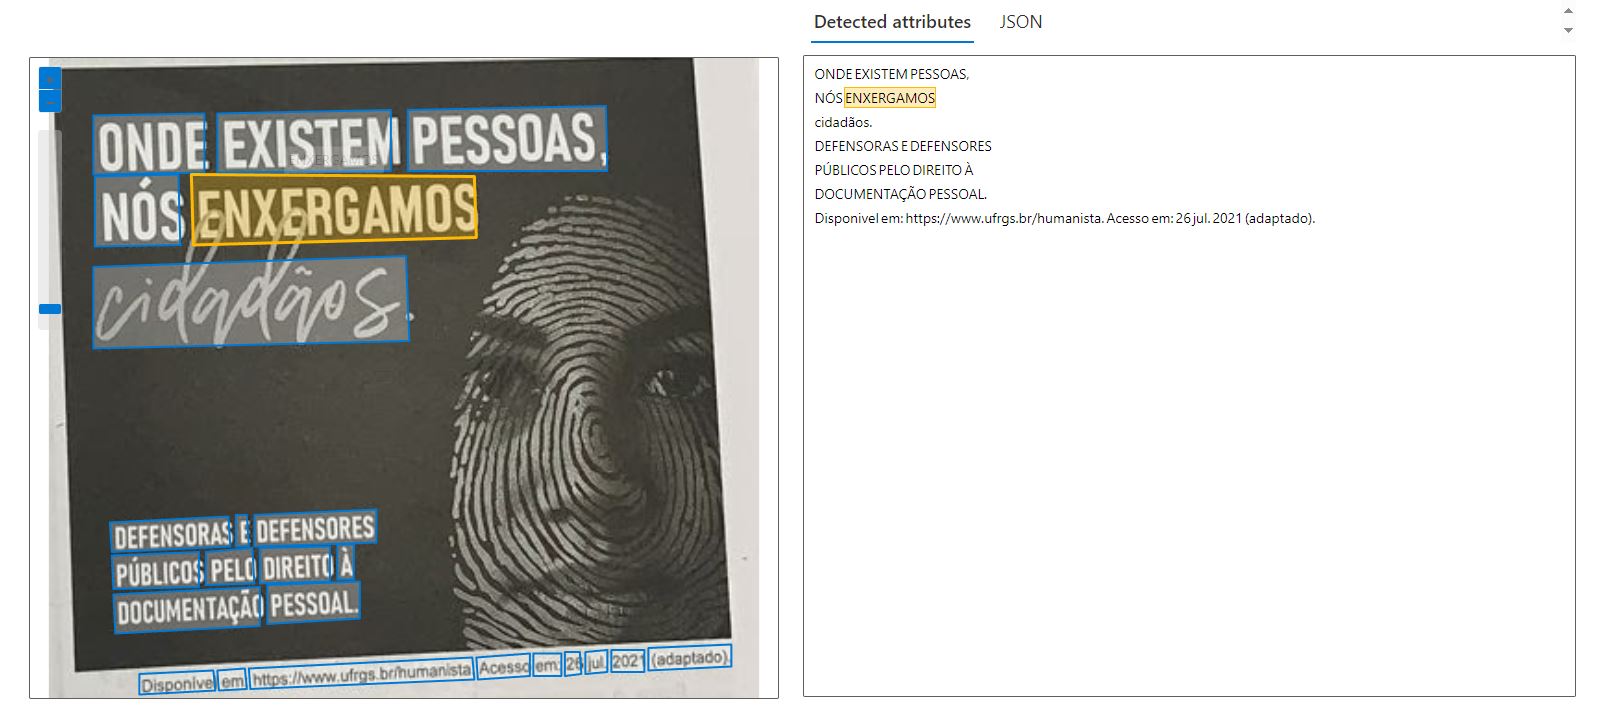 Detected attributes
JSON
ONDE EXISTEM PESSOAS,
NÓS ENXERGAMOS
cidadãos.
DEFENSORAS E DEFENSORES
PÚBLICOS PELO DIREITO À
DOCUMENTAÇÃO PESSOAL.
Disponível em: https://www.ufrgs.br/humanista. Acesso em: 26 jul. 2021 (adaptado).
ENXERGAMOS
ONDE EXISTEM PESSOAS,
NÓS ENXERGAMOS
cidadãos.
DEFENSORAS E DEFENSORES
PÚBLICOS PELO DIREITO À
DOCUMENTAÇÃO PESSOAL.
Disponivel em: https://www.ufrgs.br/humanista. Acesso em: 26 jul. 2021 (adaptado).